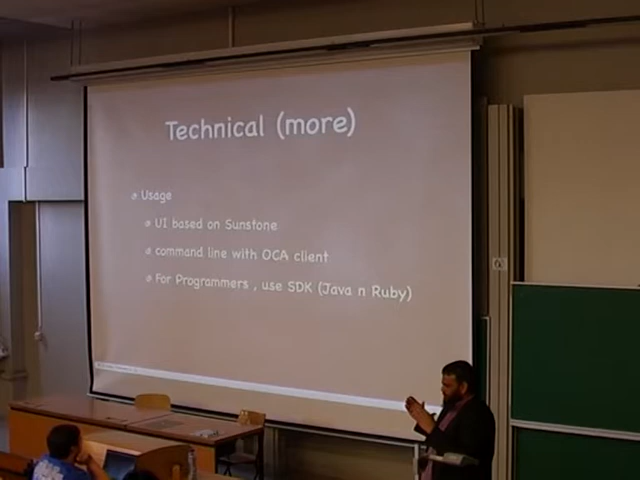 Technical (more)
Usage
UI based on Sunstone
command line with OCA client
For Programmers , use SDK (Java n Ruby)